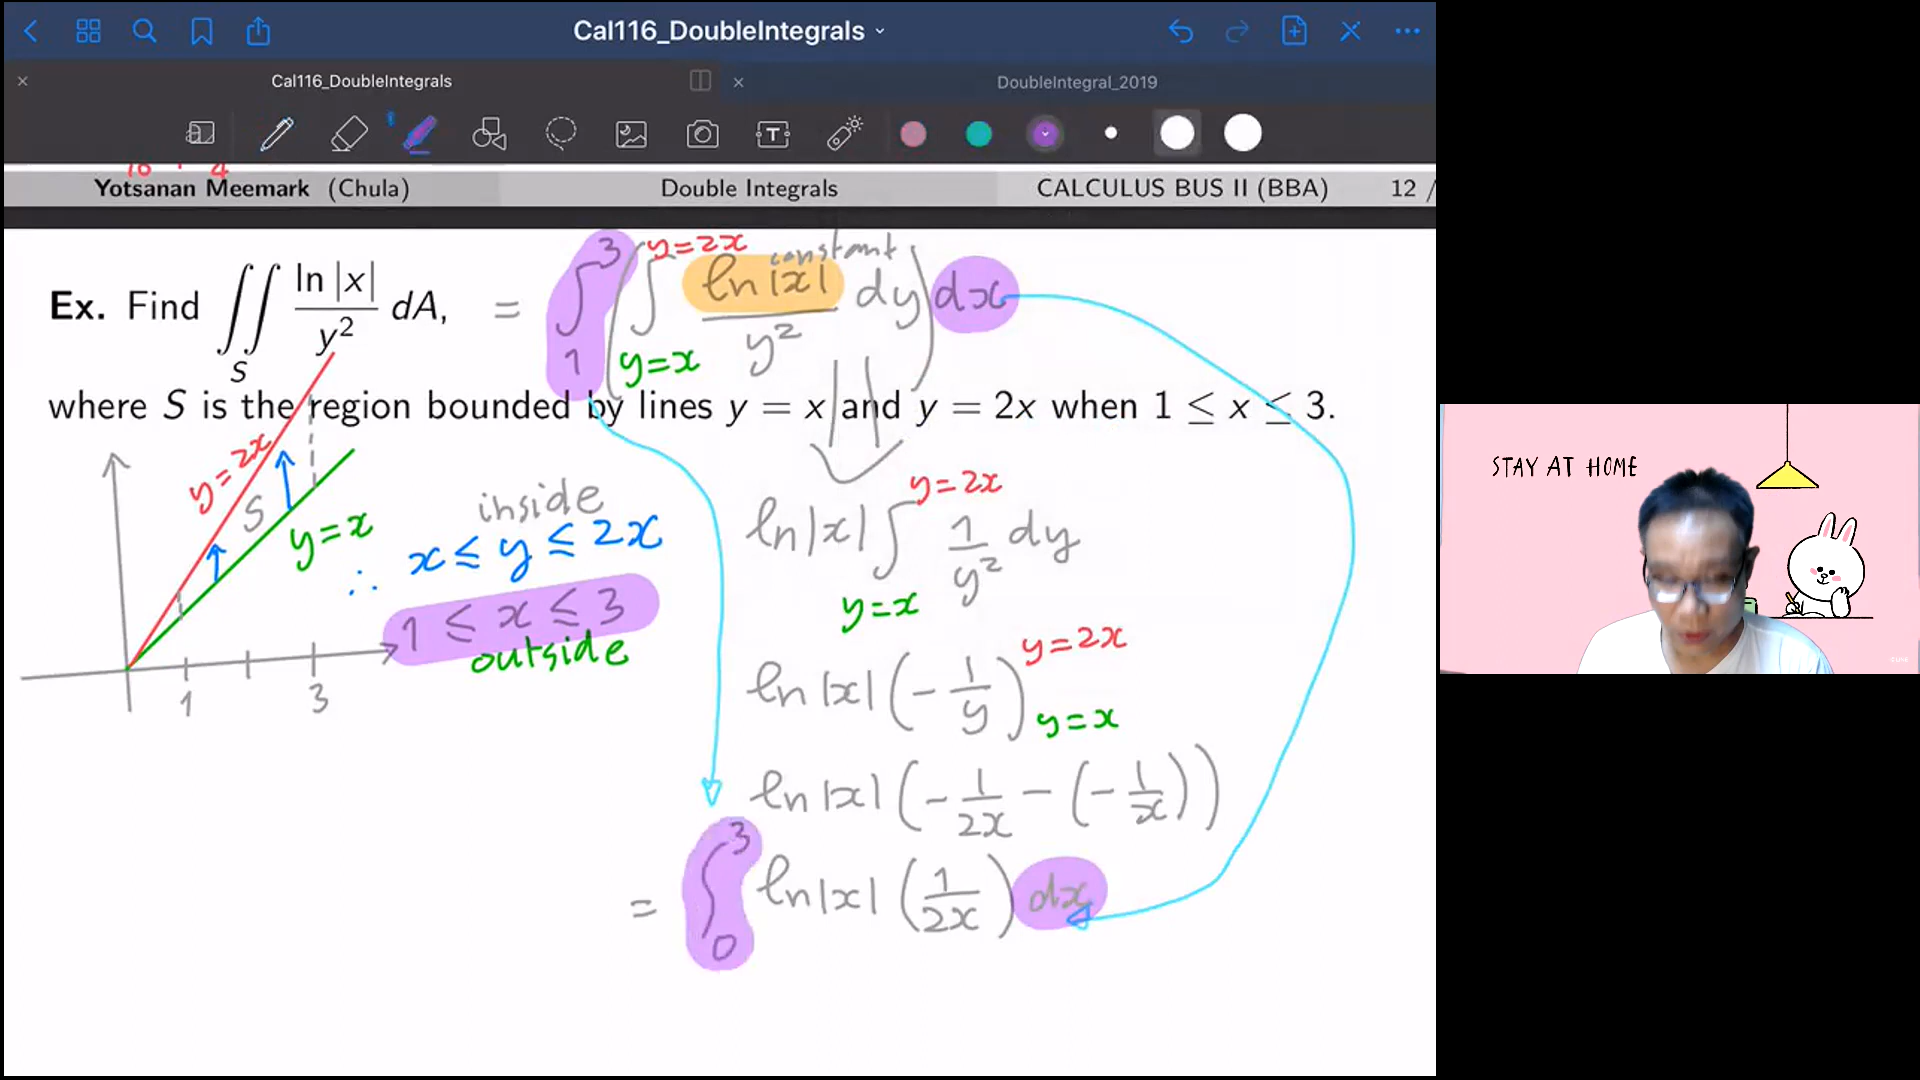 Cal116_DoubleIntegrals
Cal116_DoubleIntegrals
DoubleIntegral_2019
T
Yotsanan Meemark (Chula) Double Integrals CALCULUS BUS II (BBA) 12 /
Ex. Find ∬_S ln|x|/y² dA, = ∫_1^3 ( ∫_{y=x}^{y=2x} ln|x|/y² dy ) dx
constant
where S is the region bounded by lines y = x and y = 2x when 1 ≤ x ≤ 3.
y=2x
S
y=x
1
3
inside
∴ x ≤ y ≤ 2x
1 ≤ x ≤ 3
outside
ln|x| ∫_{y=x}^{y=2x} 1/y² dy
ln|x| (- 1/y)_{y=x}^{y=2x}
ln|x| (- 1/2x - (- 1/x))
= ∫_0^3 ln|x| (1/2x) dx
STAY AT HOME